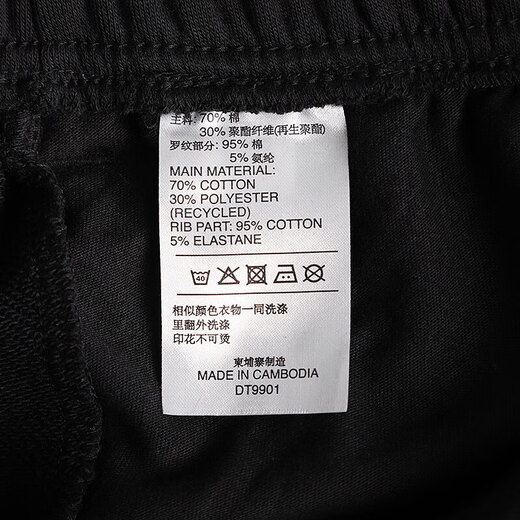 主料: 70% 棉
30% 聚酯纤维(再生聚酯)
罗纹部分: 95% 棉
5% 氨纶
MAIN MATERIAL:
70% COTTON
30% POLYESTER
(RECYCLED)
RIB PART: 95% COTTON
5% ELASTANE
40
相似颜色衣物一同洗涤
里翻外洗涤
印花不可烫
柬埔寨制造
MADE IN CAMBODIA
DT9901